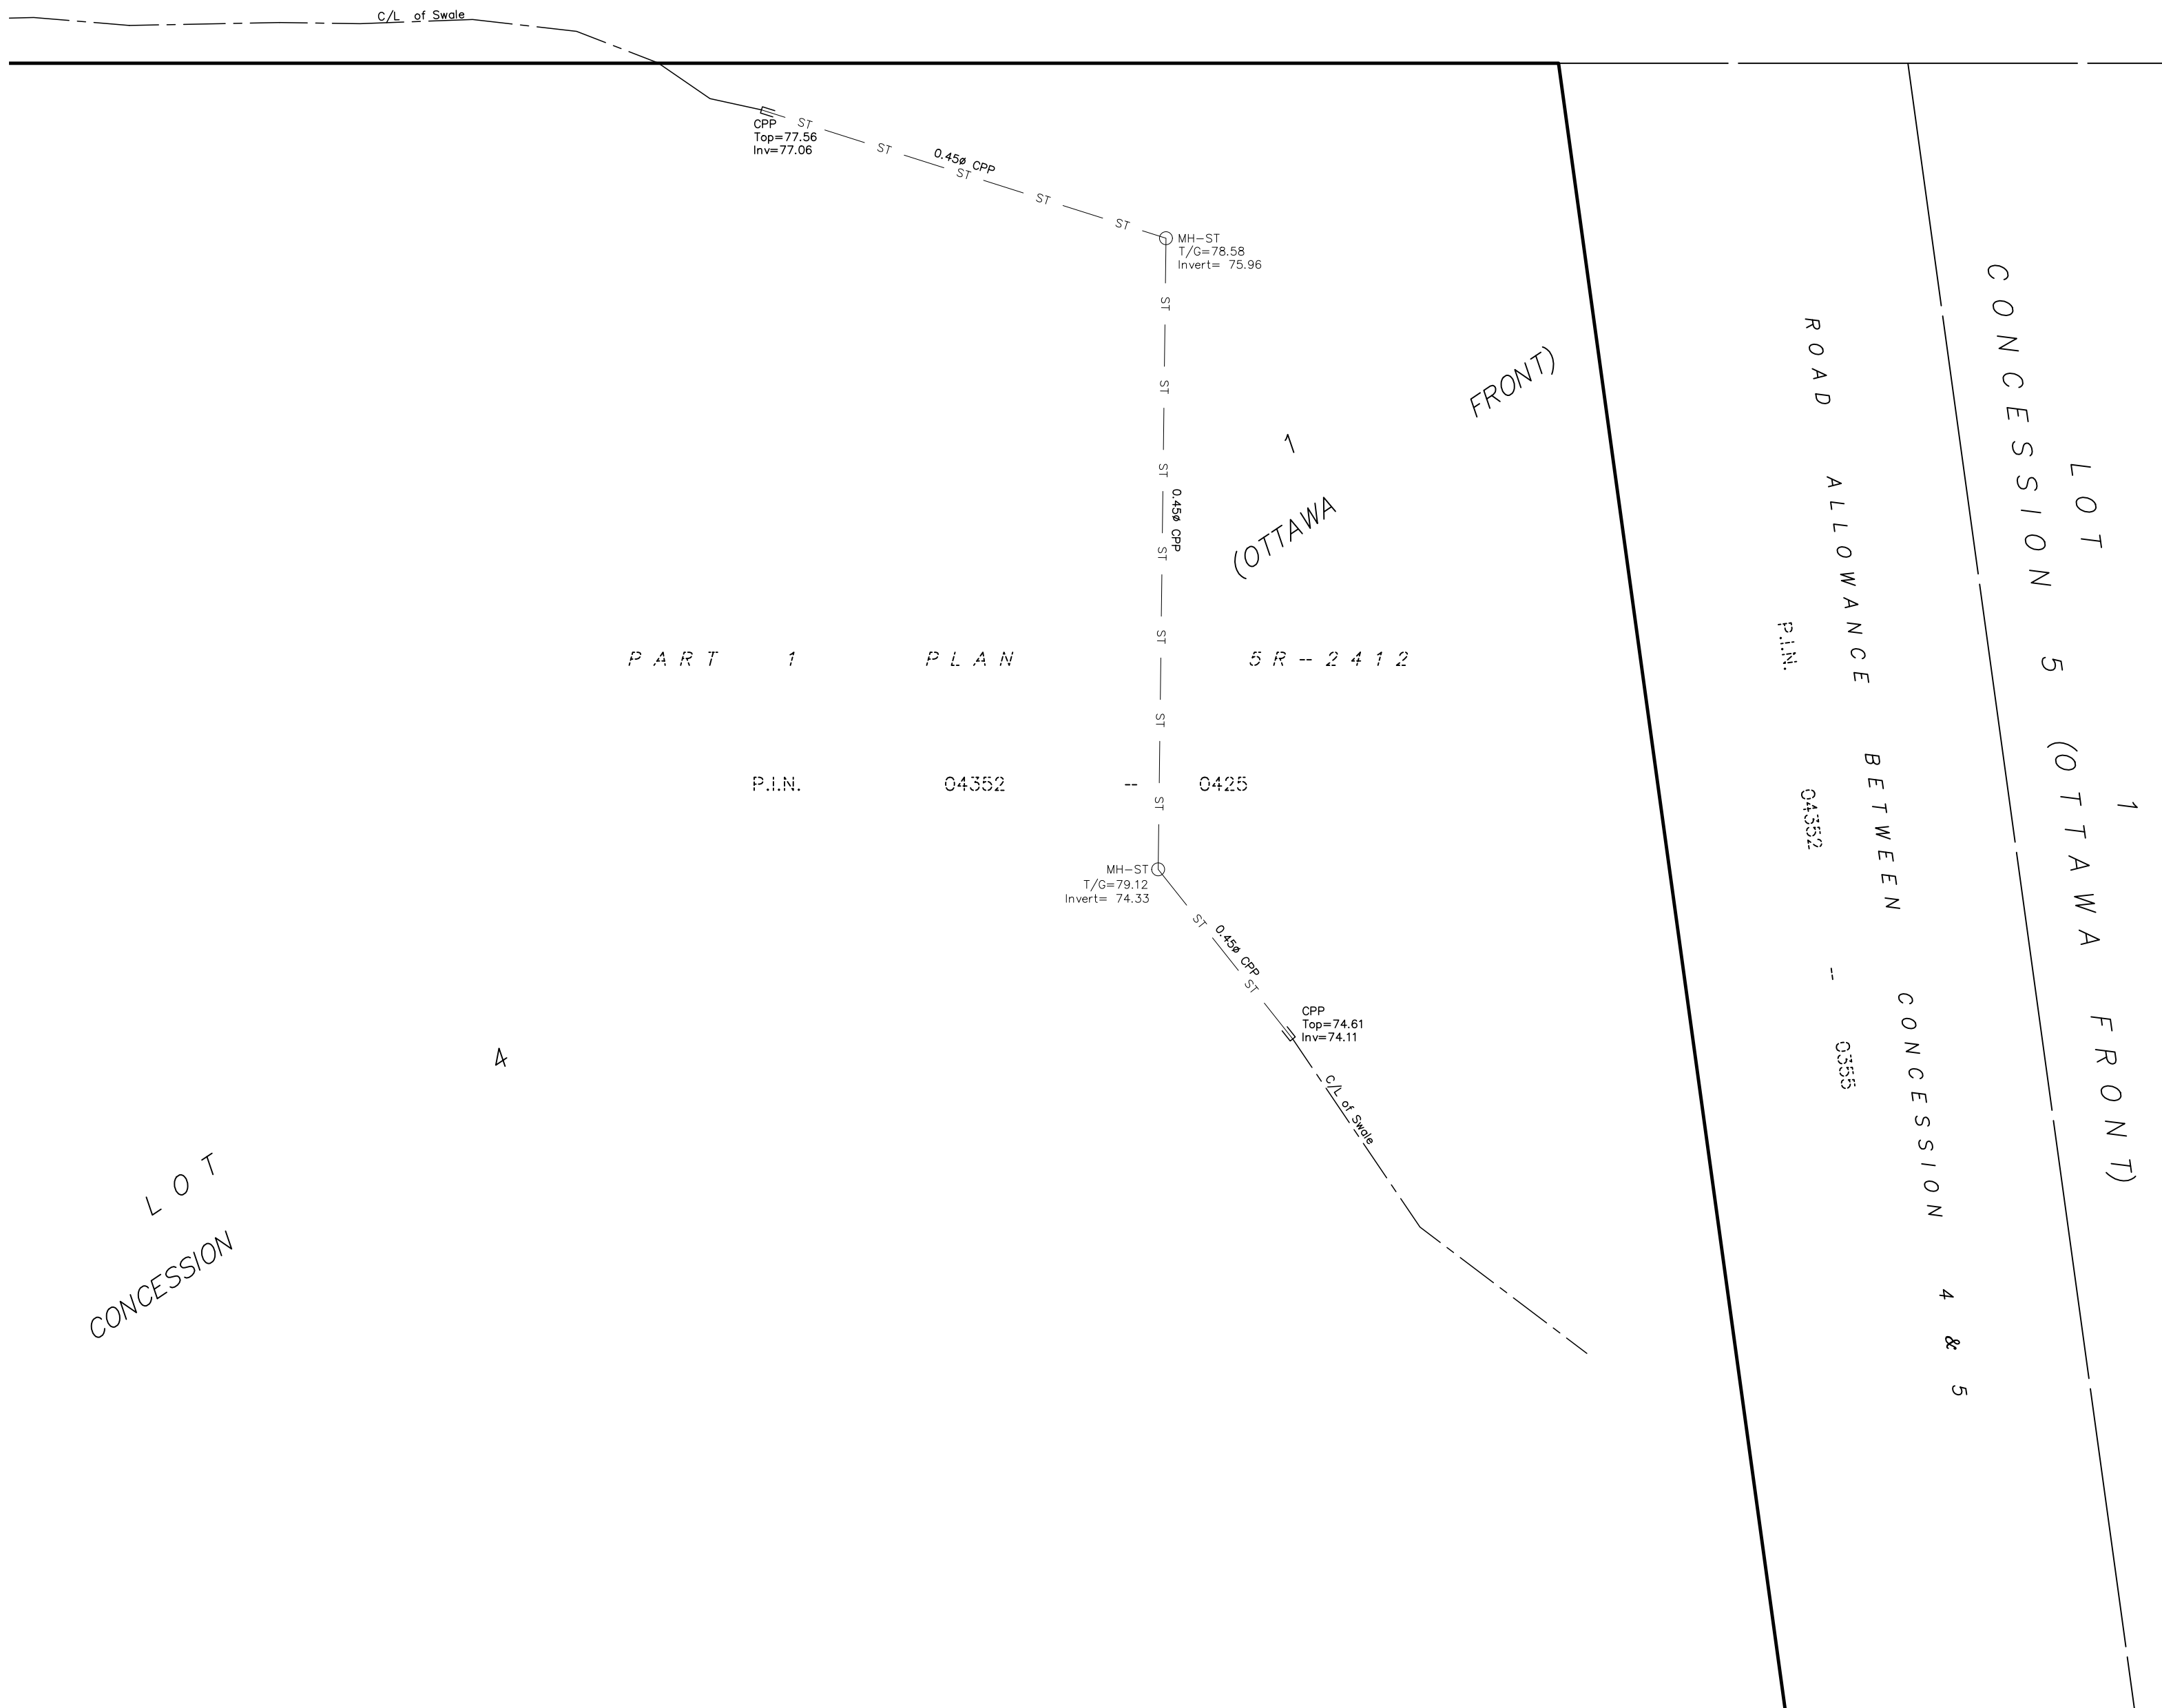 C/L of Swale
CPP
Top=77.56
Inv=77.06
ST
ST
0.45ø CPP
ST
ST
ST
MH-ST
T/G=78.58
Invert= 75.96
ST
ST
ST
0.45ø CPP
ST
ST
ST
ST
FRONT)
1
(OTTAWA
PART 1 PLAN 5R--2412
P.I.N. 04352 -- 0425
MH-ST
T/G=79.12
Invert= 74.33
ST
0.45ø CPP
ST
CPP
Top=74.61
Inv=74.11
C/L of Swale
4
LOT
CONCESSION
ROAD ALLOWANCE BETWEEN CONCESSION 4 & 5
P.I.N. 04352 -- 0355
LOT 1
CONCESSION 5 (OTTAWA FRONT)